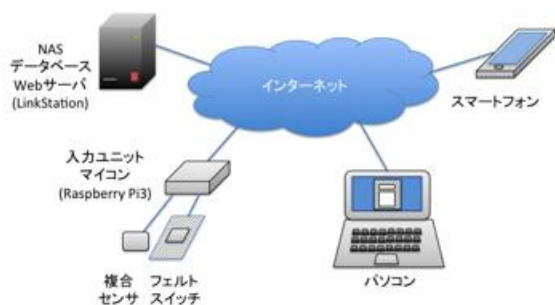 NAS
データベース
Webサーバ
(LinkStation)
インターネット
スマートフォン
入力ユニット
マイコン
(Raspberry Pi3)
複合
センサ
フェルト
スイッチ
パソコン